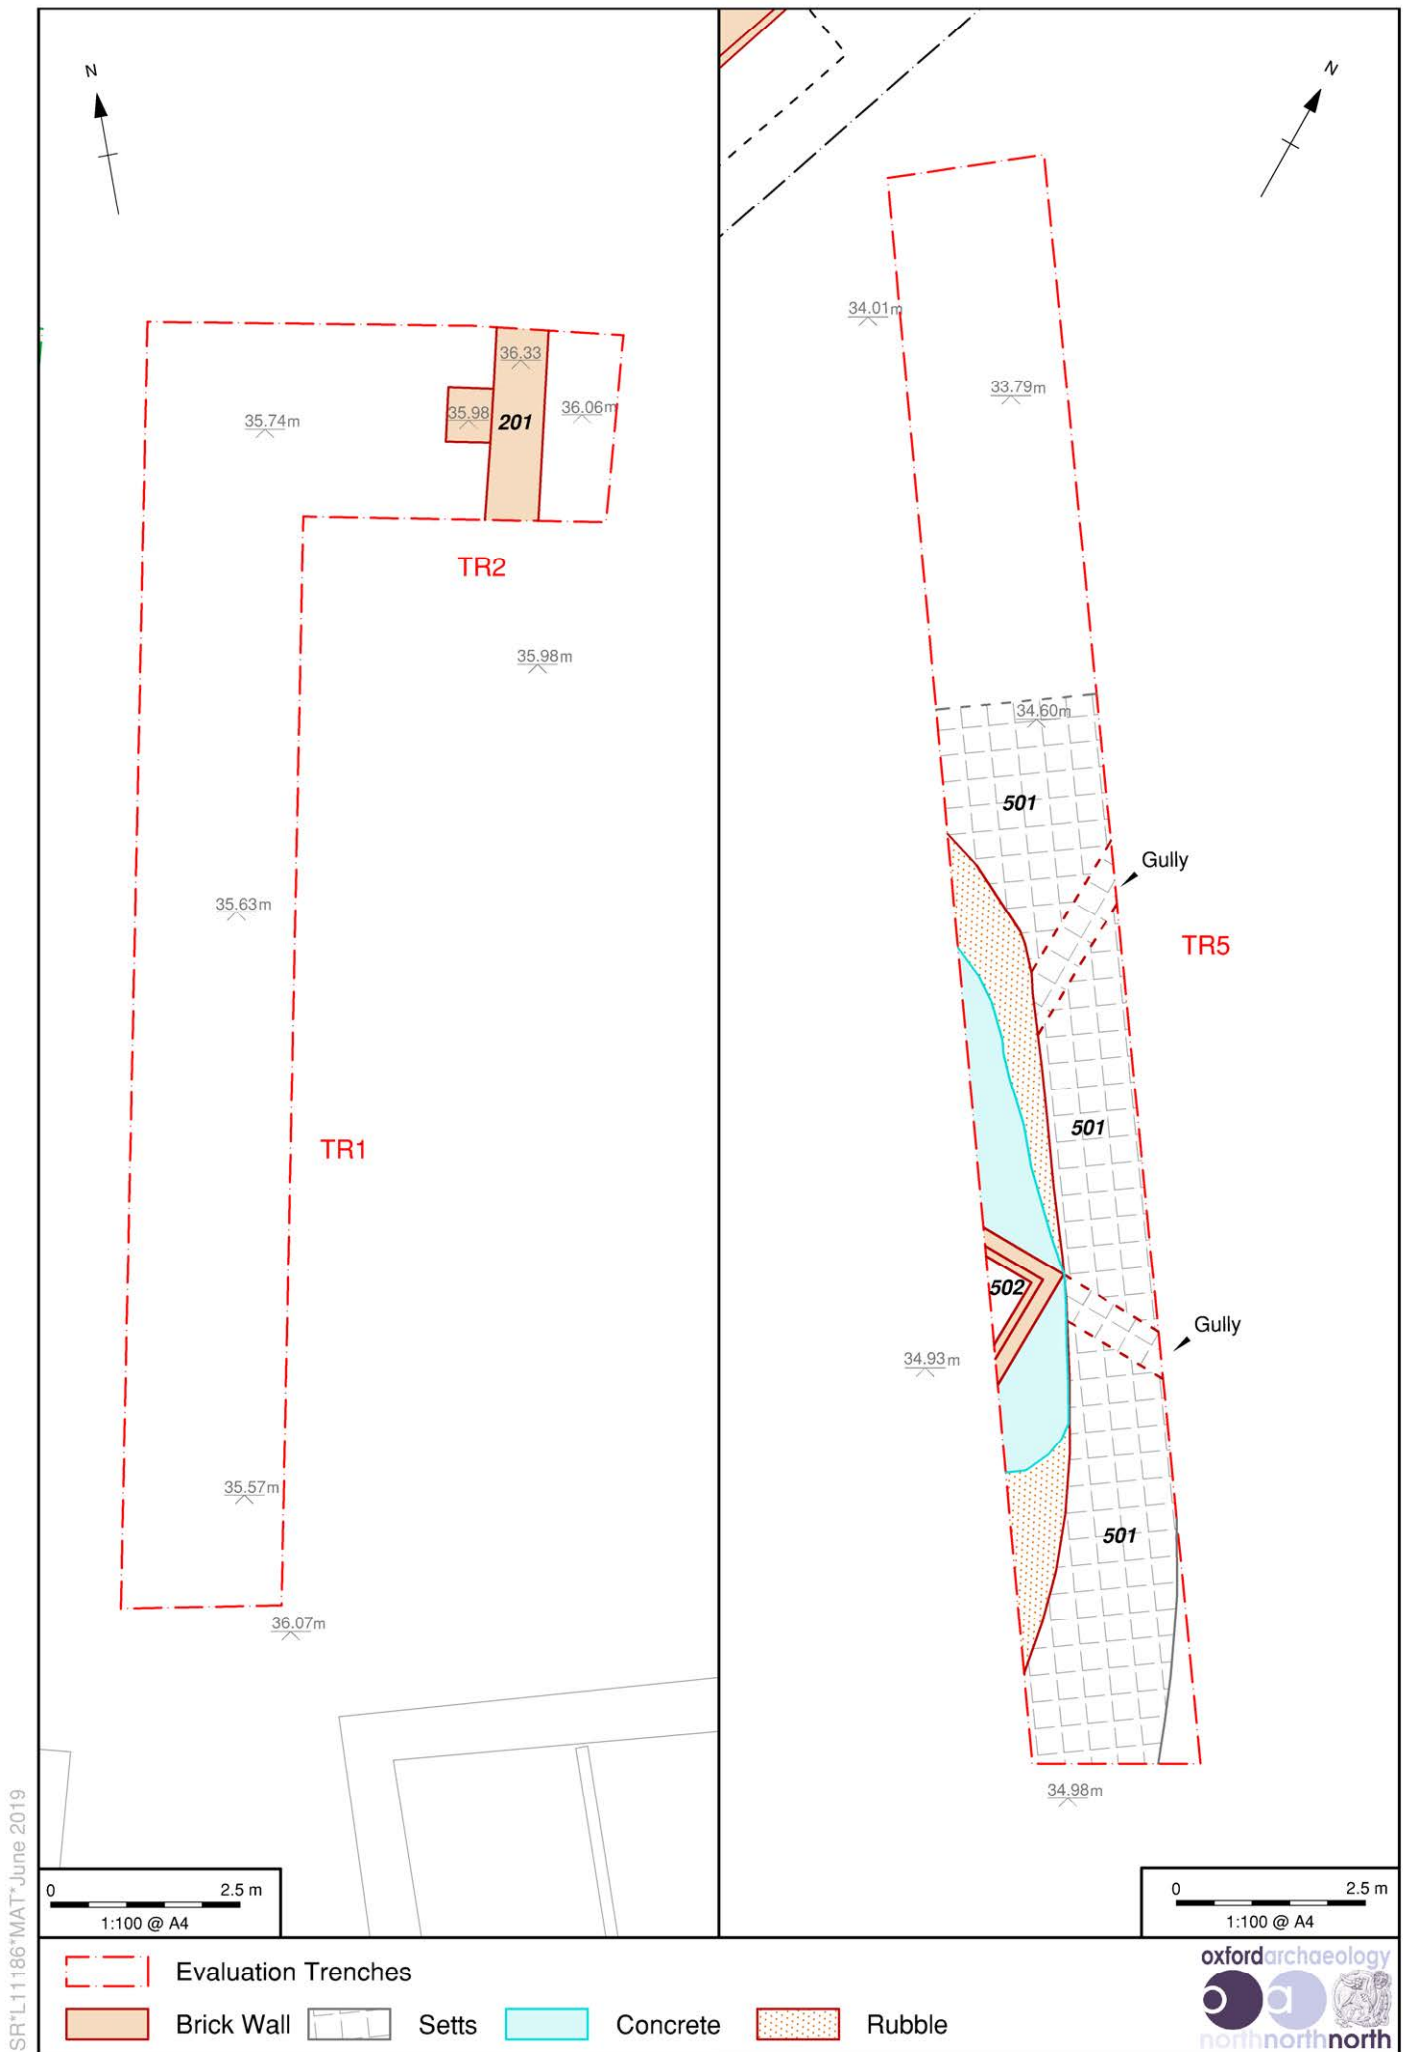 N
36.33
35.98
201
36.06m
35.74m
TR2
35.98m
35.63m
TR1
35.57m
36.07m
0 2.5 m
1:100 @ A4
N
34.01m
33.79m
34.60m
501
Gully
TR5
501
502
Gully
34.93m
501
34.98m
0 2.5 m
1:100 @ A4
SR*L11186*MAT*June 2019
Evaluation Trenches
Brick Wall Setts Concrete Rubble
oxfordarchaeology
o a
northnorthnorth